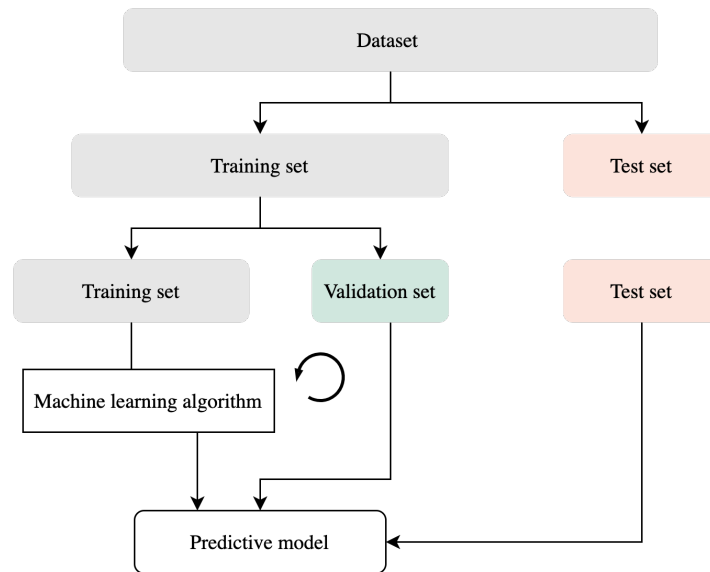 Dataset
Training set
Test set
Training set
Validation set
Test set
Machine learning algorithm
Predictive model